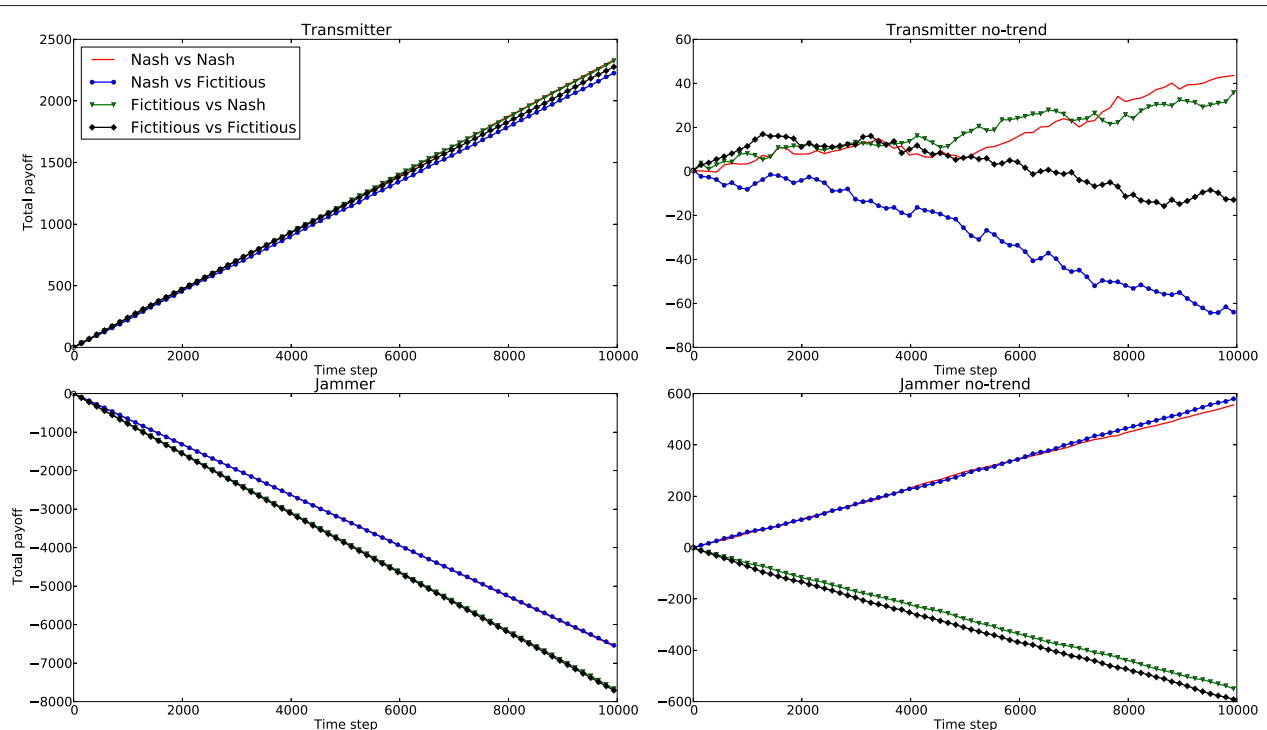 Transmitter
Total payoff
2500
2000
1500
1000
500
0
Nash vs Nash
Nash vs Fictitious
Fictitious vs Nash
Fictitious vs Fictitious
0 2000 4000 6000 8000 10000
Time step
Transmitter no-trend
60
40
20
0
−20
−40
−60
−80
0 2000 4000 6000 8000 10000
Time step
Jammer
Total payoff
0
−1000
−2000
−3000
−4000
−5000
−6000
−7000
−8000
0 2000 4000 6000 8000 10000
Time step
Jammer no-trend
600
400
200
0
−200
−400
−600
0 2000 4000 6000 8000 10000
Time step